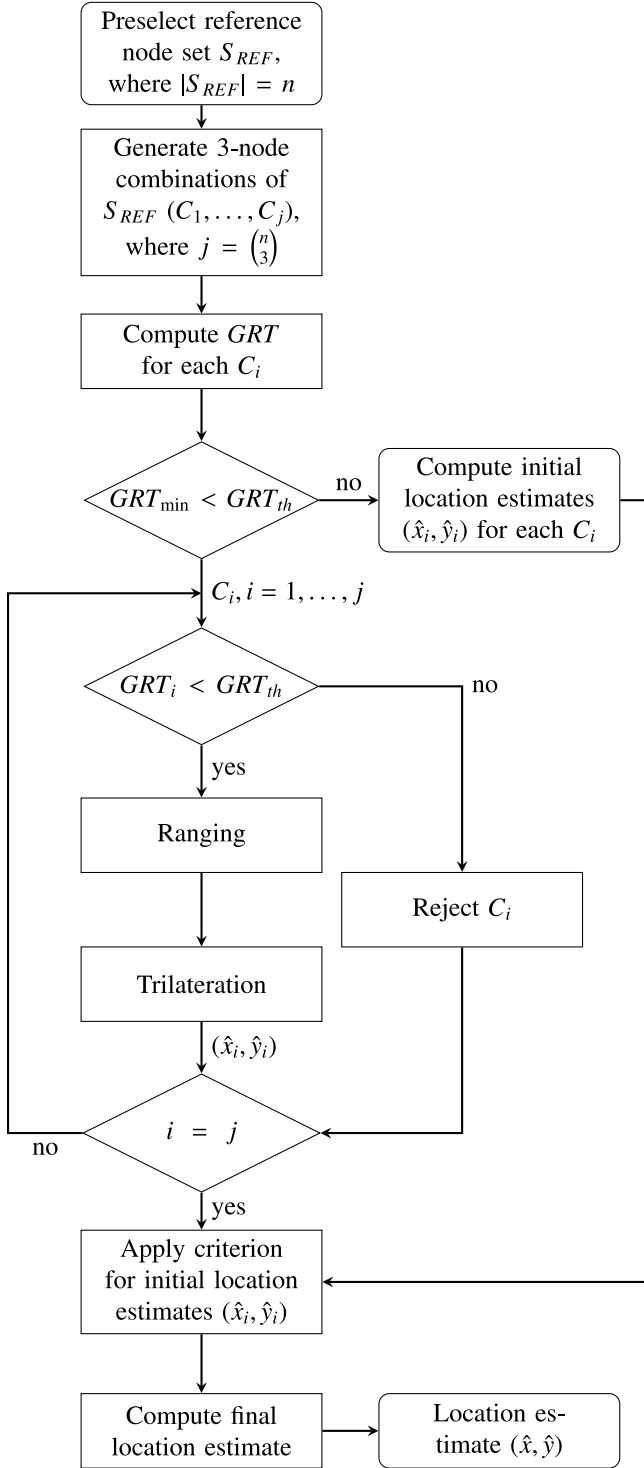 Preselect reference
node set S_REF,
where |S_REF| = n
Generate 3-node
combinations of
S_REF (C_1, . . . , C_j),
where j = (n 3)
Compute GRT
for each C_i
GRT_min < GRT_th
no
Compute initial
location estimates
(x̂_i, ŷ_i) for each C_i
C_i, i = 1, . . . , j
GRT_i < GRT_th
no
yes
Ranging
Reject C_i
Trilateration
(x̂_i, ŷ_i)
i = j
no
yes
Apply criterion
for initial location
estimates (x̂_i, ŷ_i)
Compute final
location estimate
Location es-
timate (x̂, ŷ)